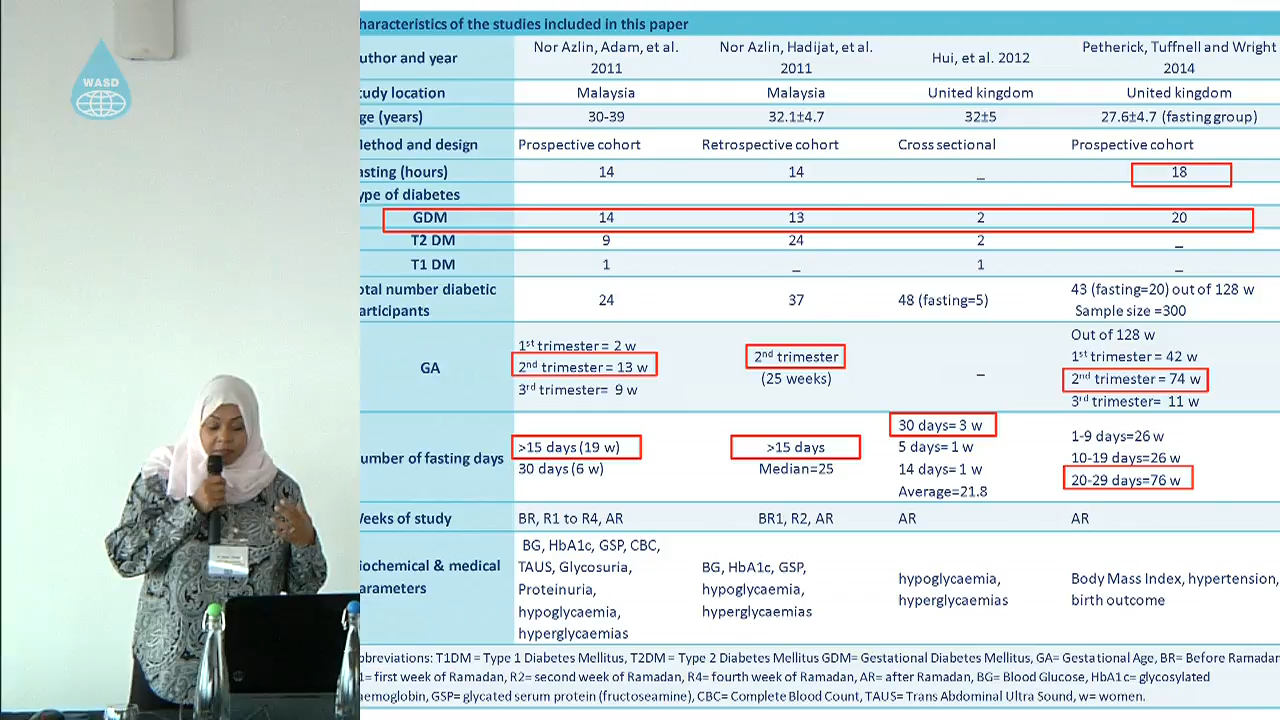 WASD
haracteristics of the studies included in this paper
uthor and year
Nor Azlin, Adam, et al. 2011
Nor Azlin, Hadijat, et al. 2011
Hui, et al. 2012
Petherick, Tuffnell and Wright 2014
tudy location
Malaysia
Malaysia
United kingdom
United kingdom
ge (years)
30-39
32.1±4.7
32±5
27.6±4.7 (fasting group)
ethod and design
Prospective cohort
Retrospective cohort
Cross sectional
Prospective cohort
asting (hours)
14
14
_
18
ype of diabetes
GDM
14
13
2
20
T2 DM
9
24
2
_
T1 DM
1
_
1
_
otal number diabetic
articipants
24
37
48 (fasting=5)
43 (fasting=20) out of 128 w
Sample size =300
GA
1st trimester = 2 w
2nd trimester = 13 w
3rd trimester= 9 w
2nd trimester
(25 weeks)
_
Out of 128 w
1st trimester = 42 w
2nd trimester = 74 w
3rd trimester= 11 w
umber of fasting days
>15 days (19 w)
30 days (6 w)
>15 days
Median=25
30 days= 3 w
5 days= 1 w
14 days= 1 w
Average=21.8
1-9 days=26 w
10-19 days=26 w
20-29 days=76 w
eeks of study
BR, R1 to R4, AR
BR1, R2, AR
AR
AR
iochemical & medical
arameters
BG, HbA1c, GSP, CBC,
TAUS, Glycosuria,
Proteinuria,
hypoglycaemia,
hyperglycaemias
BG, HbA1c, GSP,
hypoglycaemia,
hyperglycaemias
hypoglycaemia,
hyperglycaemias
Body Mass Index, hypertension,
birth outcome
bbreviations: T1DM = Type 1 Diabetes Mellitus, T2DM = Type 2 Diabetes Mellitus GDM= Gestational Diabetes Mellitus, GA= Gestational Age, BR= Before Ramadan
1= first week of Ramadan, R2= second week of Ramadan, R4= fourth week of Ramadan, AR= after Ramadan, BG= Blood Glucose, HbA1c= glycosylated
aemoglobin, GSP= glycated serum protein (fructoseamine), CBC= Complete Blood Count, TAUS= Trans Abdominal Ultra Sound, w= women.